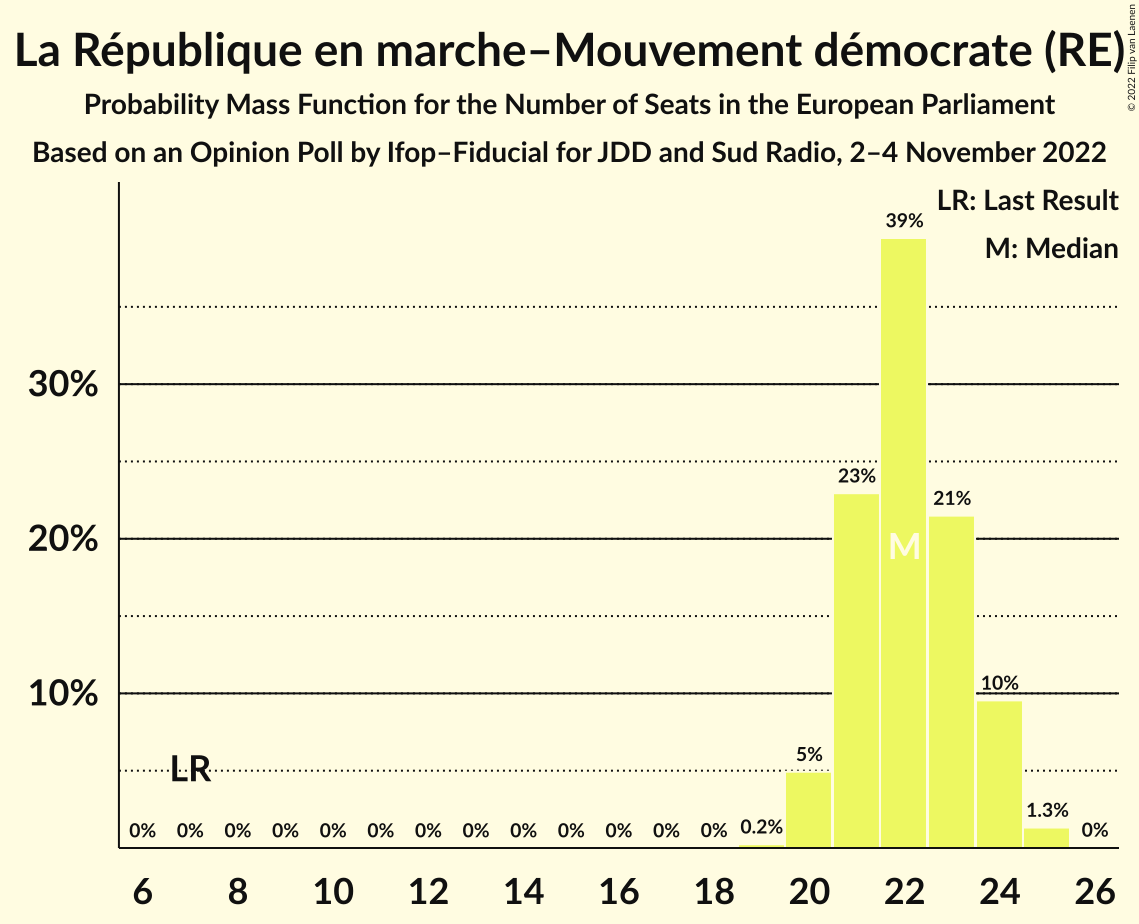 La République en marche–Mouvement démocrate (RE)
© 2022 Filip van Laenen
Probability Mass Function for the Number of Seats in the European Parliament
Based on an Opinion Poll by Ifop–Fiducial for JDD and Sud Radio, 2–4 November 2022
LR: Last Result
M: Median
39%
30%
23%
21%
20%
M
10%
10%
LR
5%
0% 0% 0% 0% 0% 0% 0% 0% 0% 0% 0% 0% 0% 0.2% 1.3% 0%
6 8 10 12 14 16 18 20 22 24 26